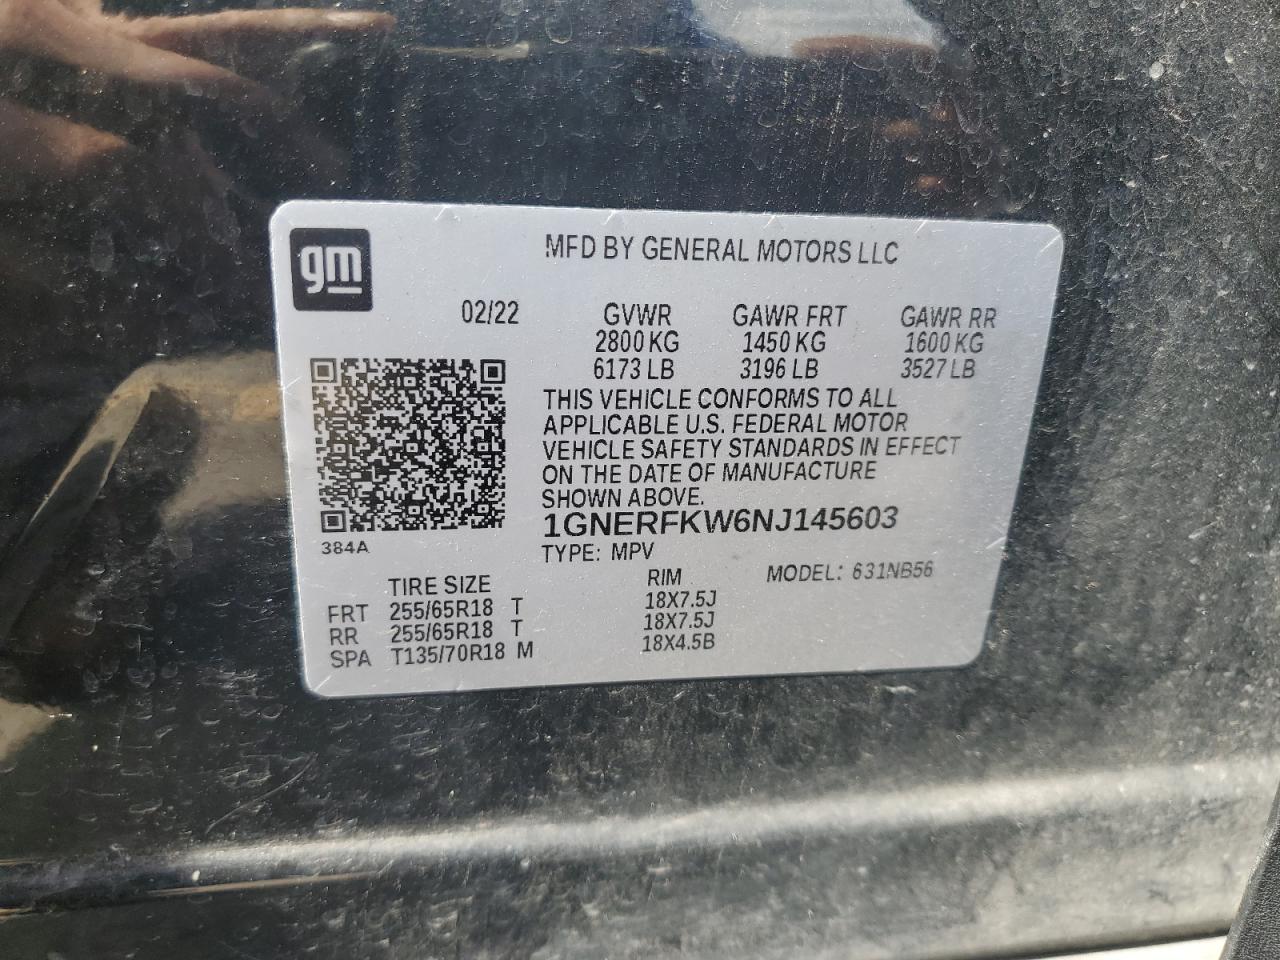 gm
MFD BY GENERAL MOTORS LLC
02/22 GVWR GAWR FRT GAWR RR
2800 KG 1450 KG 1600 KG
6173 LB 3196 LB 3527 LB
THIS VEHICLE CONFORMS TO ALL
APPLICABLE U.S. FEDERAL MOTOR
VEHICLE SAFETY STANDARDS IN EFFECT
ON THE DATE OF MANUFACTURE
SHOWN ABOVE.
1GNERFKW6NJ145603
384A
TYPE: MPV MODEL: 631NB56
TIRE SIZE RIM
FRT 255/65R18 T 18X7.5J
RR 255/65R18 T 18X7.5J
SPA T135/70R18 M 18X4.5B